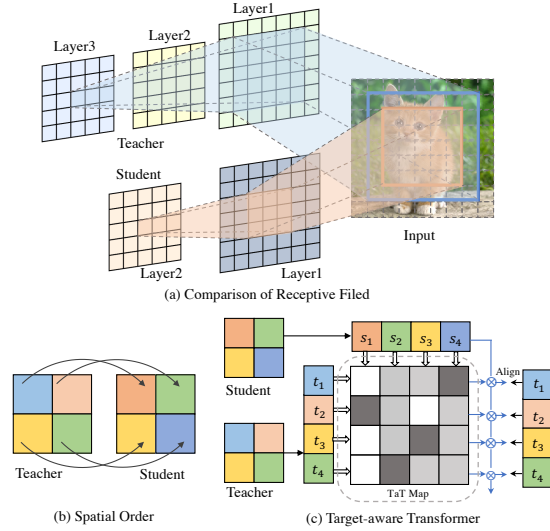 Layer1
Layer2
Layer3
Teacher
Student
Input
Layer2
Layer1
(a) Comparison of Receptive Filed
s1 s2 s3 s4
Align
Student
t1 t1
t2 t2
t3 t3
t4 t4
Teacher
Student
Teacher
TaT Map
(b) Spatial Order
(c) Target-aware Transformer